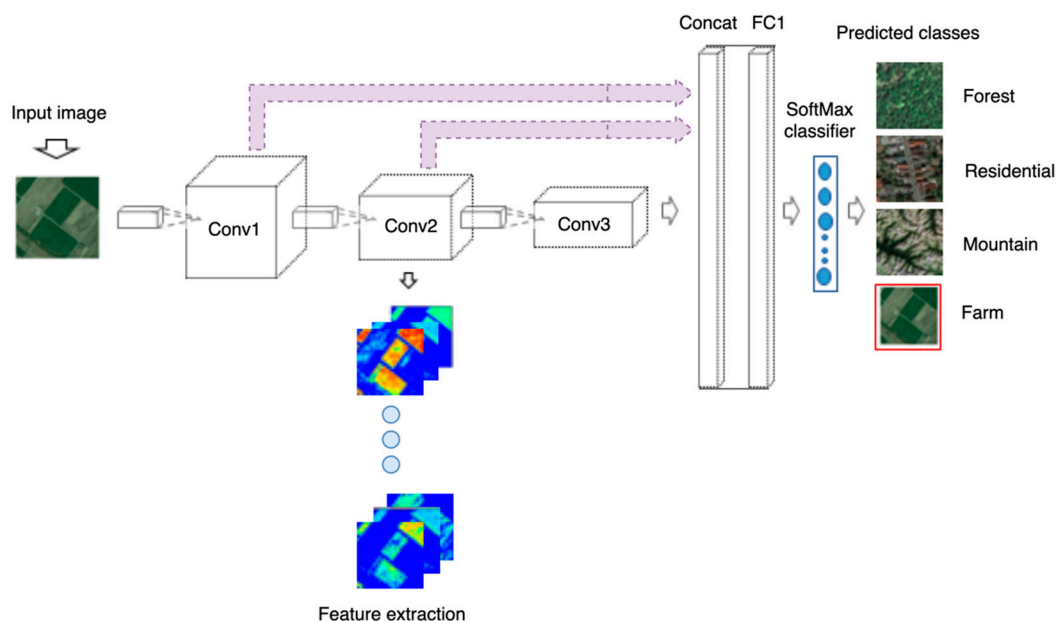 Concat
FC1
Predicted classes
Input image
SoftMax
classifier
Forest
Residential
Conv1
Conv2
Conv3
Mountain
Farm
Feature extraction